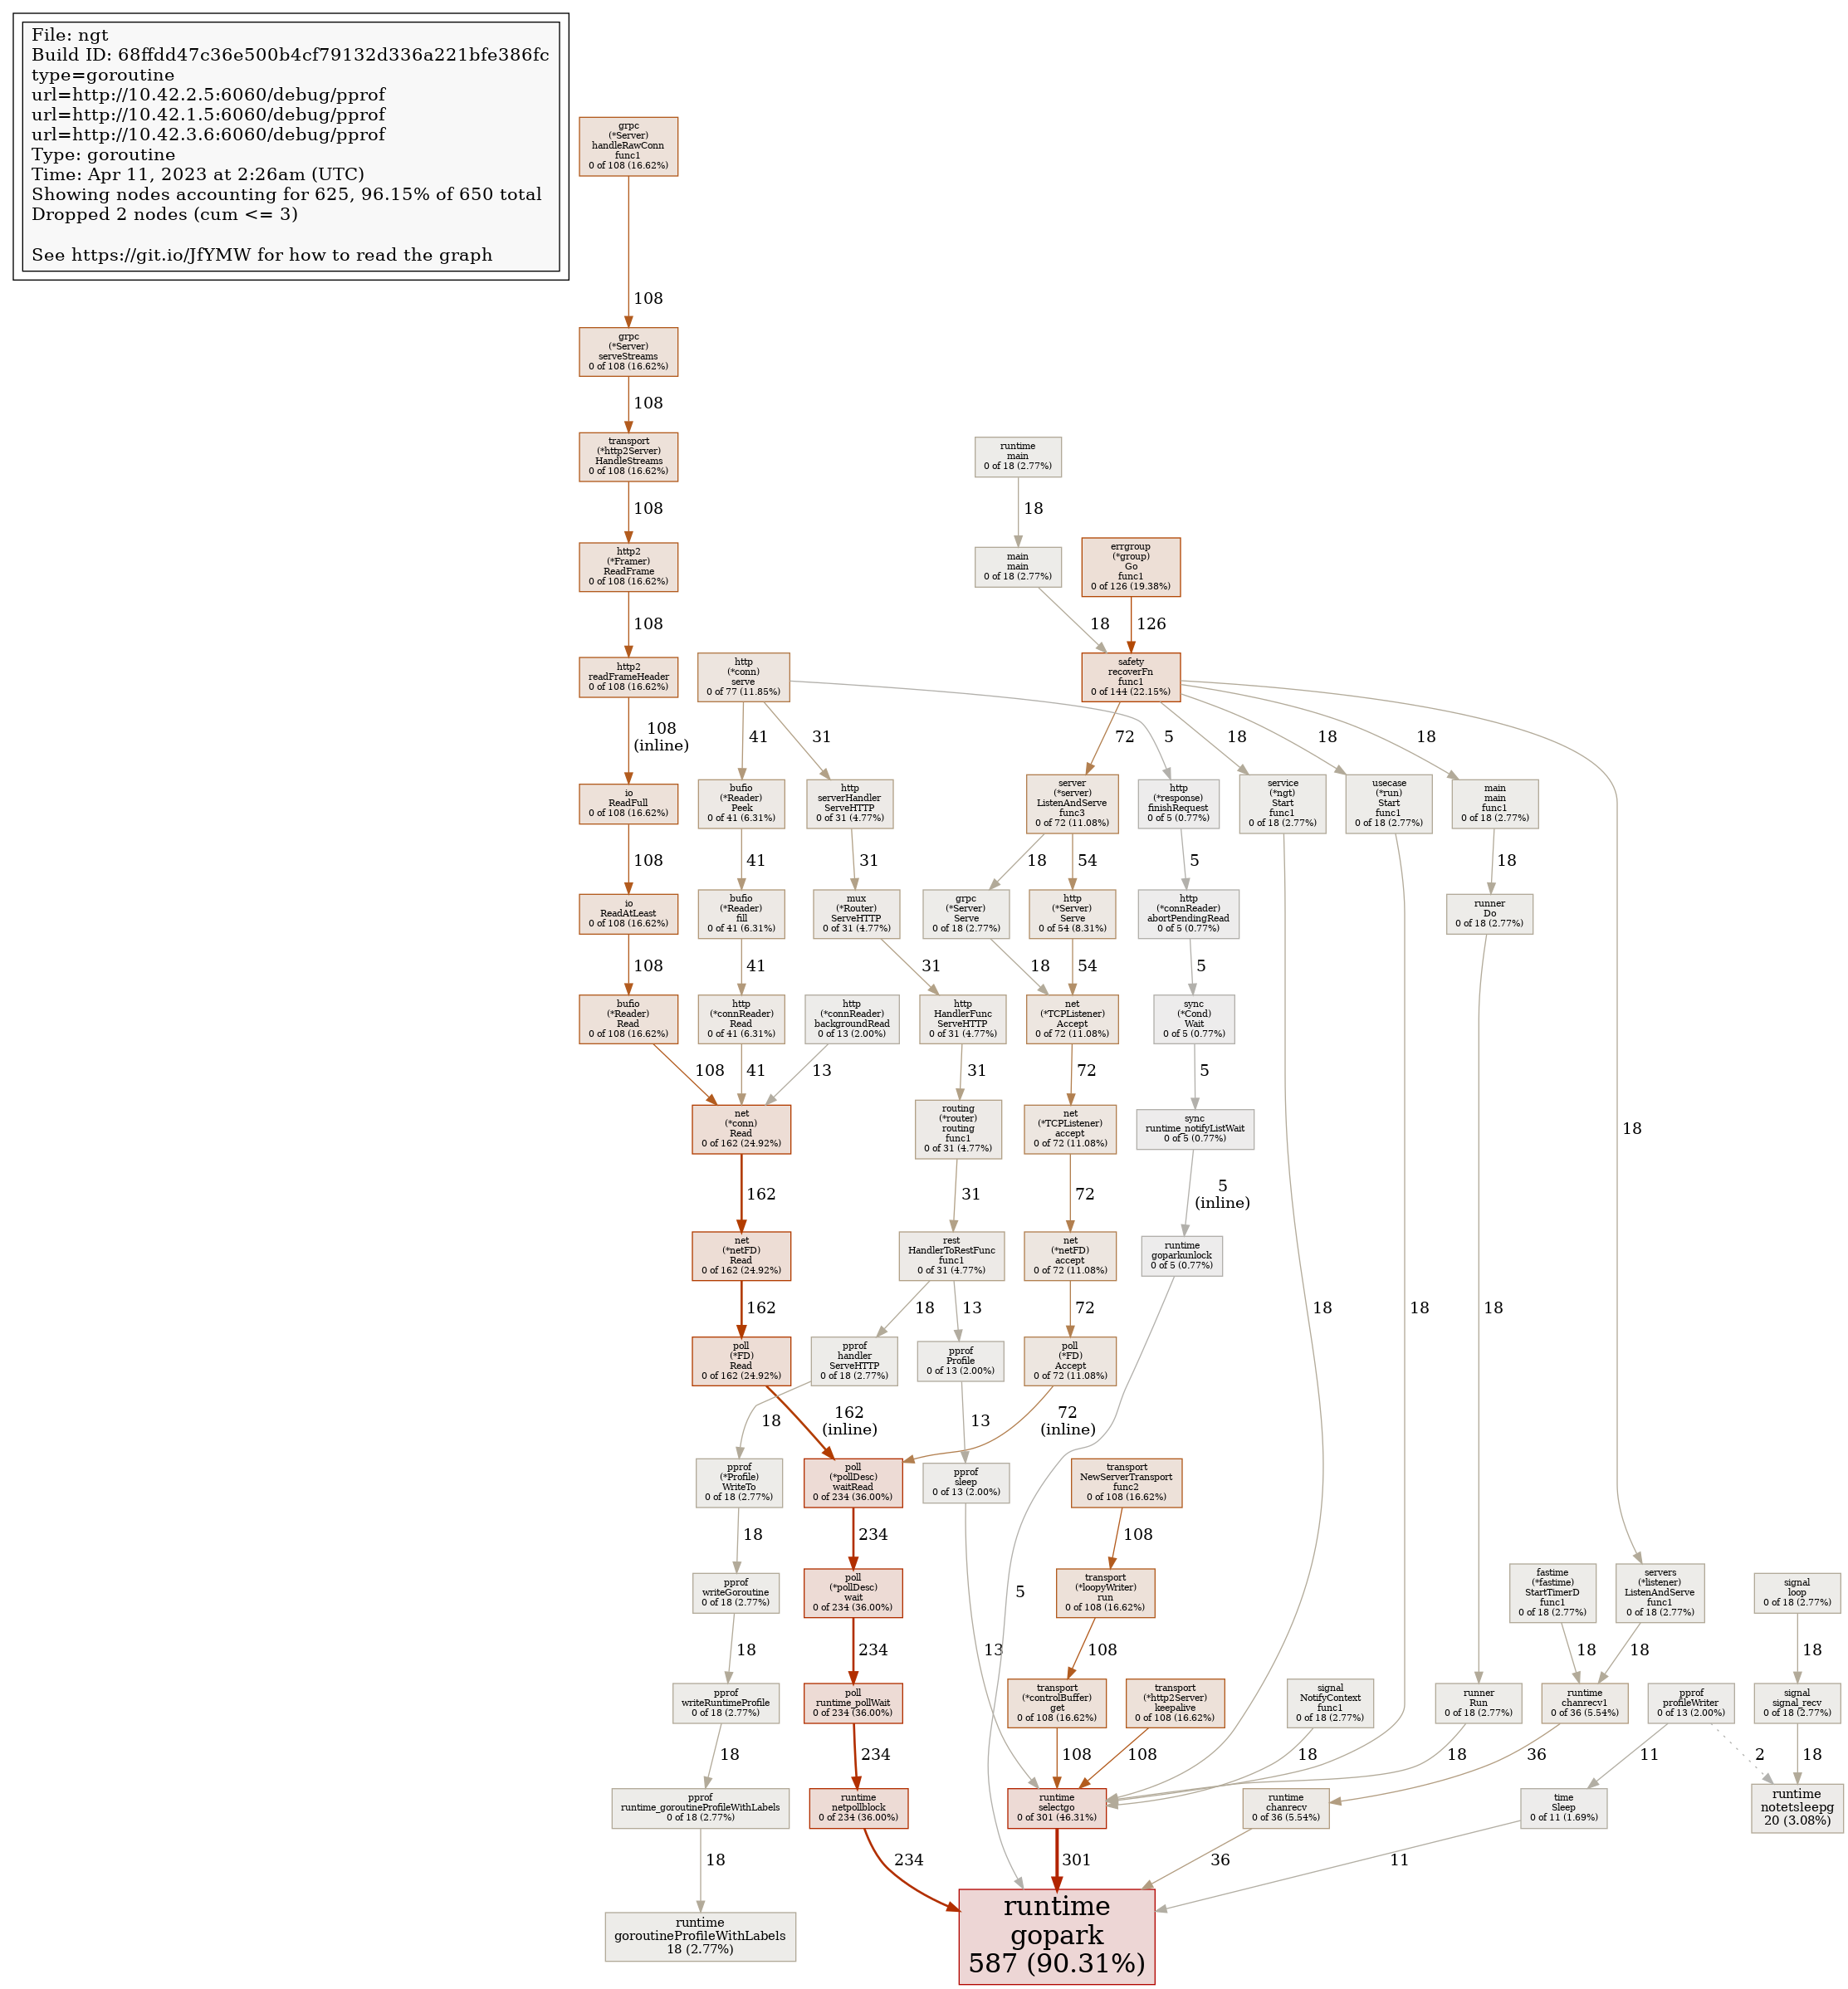 File: ngt
Build ID: 68ffdd47c36e500b4cf79132d336a221bfe386fc
type=goroutine
url=http://10.42.2.5:6060/debug/pprof
url=http://10.42.1.5:6060/debug/pprof
url=http://10.42.3.6:6060/debug/pprof
Type: goroutine
Time: Apr 11, 2023 at 2:26am (UTC)
Showing nodes accounting for 625, 96.15% of 650 total
Dropped 2 nodes (cum <= 3)
See https://git.io/JfYMW for how to read the graph
grpc
(*Server)
handleRawConn
func1
0 of 108 (16.62%)
108
grpc
(*Server)
serveStreams
0 of 108 (16.62%)
108
transport
(*http2Server)
HandleStreams
0 of 108 (16.62%)
108
http2
(*Framer)
ReadFrame
0 of 108 (16.62%)
108
http2
readFrameHeader
0 of 108 (16.62%)
108
(inline)
io
ReadFull
0 of 108 (16.62%)
108
io
ReadAtLeast
0 of 108 (16.62%)
108
bufio
(*Reader)
Read
0 of 108 (16.62%)
108
runtime
main
0 of 18 (2.77%)
18
main
main
0 of 18 (2.77%)
18
errgroup
(*group)
Go
func1
0 of 126 (19.38%)
126
http
(*conn)
serve
0 of 77 (11.85%)
41
31
5
safety
recoverFn
func1
0 of 144 (22.15%)
72
18
18
18
18
bufio
(*Reader)
Peek
0 of 41 (6.31%)
41
http
serverHandler
ServeHTTP
0 of 31 (4.77%)
31
server
(*server)
ListenAndServe
func3
0 of 72 (11.08%)
18
54
http
(*response)
finishRequest
0 of 5 (0.77%)
5
service
(*ngt)
Start
func1
0 of 18 (2.77%)
18
usecase
(*run)
Start
func1
0 of 18 (2.77%)
18
main
main
func1
0 of 18 (2.77%)
18
bufio
(*Reader)
fill
0 of 41 (6.31%)
41
mux
(*Router)
ServeHTTP
0 of 31 (4.77%)
31
grpc
(*Server)
Serve
0 of 18 (2.77%)
18
http
(*Server)
Serve
0 of 54 (8.31%)
54
http
(*connReader)
abortPendingRead
0 of 5 (0.77%)
5
runner
Do
0 of 18 (2.77%)
18
http
(*connReader)
Read
0 of 41 (6.31%)
41
http
(*connReader)
backgroundRead
0 of 13 (2.00%)
13
http
HandlerFunc
ServeHTTP
0 of 31 (4.77%)
31
net
(*TCPListener)
Accept
0 of 72 (11.08%)
72
sync
(*Cond)
Wait
0 of 5 (0.77%)
5
net
(*conn)
Read
0 of 162 (24.92%)
162
routing
(*router)
routing
func1
0 of 31 (4.77%)
31
net
(*TCPListener)
accept
0 of 72 (11.08%)
72
sync
runtime_notifyListWait
0 of 5 (0.77%)
5
(inline)
net
(*netFD)
Read
0 of 162 (24.92%)
162
rest
HandlerToRestFunc
func1
0 of 31 (4.77%)
18
13
net
(*netFD)
accept
0 of 72 (11.08%)
72
runtime
goparkunlock
0 of 5 (0.77%)
5
poll
(*FD)
Read
0 of 162 (24.92%)
162
(inline)
pprof
handler
ServeHTTP
0 of 18 (2.77%)
18
pprof
Profile
0 of 13 (2.00%)
13
poll
(*FD)
Accept
0 of 72 (11.08%)
72
(inline)
pprof
(*Profile)
WriteTo
0 of 18 (2.77%)
18
poll
(*pollDesc)
waitRead
0 of 234 (36.00%)
234
pprof
sleep
0 of 13 (2.00%)
13
transport
NewServerTransport
func2
0 of 108 (16.62%)
108
pprof
writeGoroutine
0 of 18 (2.77%)
18
poll
(*pollDesc)
wait
0 of 234 (36.00%)
234
transport
(*loopyWriter)
run
0 of 108 (16.62%)
108
fastime
(*fastime)
StartTimerD
func1
0 of 18 (2.77%)
18
servers
(*listener)
ListenAndServe
func1
0 of 18 (2.77%)
18
signal
loop
0 of 18 (2.77%)
18
pprof
writeRuntimeProfile
0 of 18 (2.77%)
18
poll
runtime_pollWait
0 of 234 (36.00%)
234
transport
(*controlBuffer)
get
0 of 108 (16.62%)
108
transport
(*http2Server)
keepalive
0 of 108 (16.62%)
108
signal
NotifyContext
func1
0 of 18 (2.77%)
18
runner
Run
0 of 18 (2.77%)
18
runtime
chanrecv1
0 of 36 (5.54%)
36
pprof
profileWriter
0 of 13 (2.00%)
11
2
signal
signal_recv
0 of 18 (2.77%)
18
pprof
runtime_goroutineProfileWithLabels
0 of 18 (2.77%)
18
runtime
netpollblock
0 of 234 (36.00%)
234
runtime
selectgo
0 of 301 (46.31%)
301
runtime
chanrecv
0 of 36 (5.54%)
36
time
Sleep
0 of 11 (1.69%)
11
runtime
notetsleepg
20 (3.08%)
runtime
goroutineProfileWithLabels
18 (2.77%)
runtime
gopark
587 (90.31%)